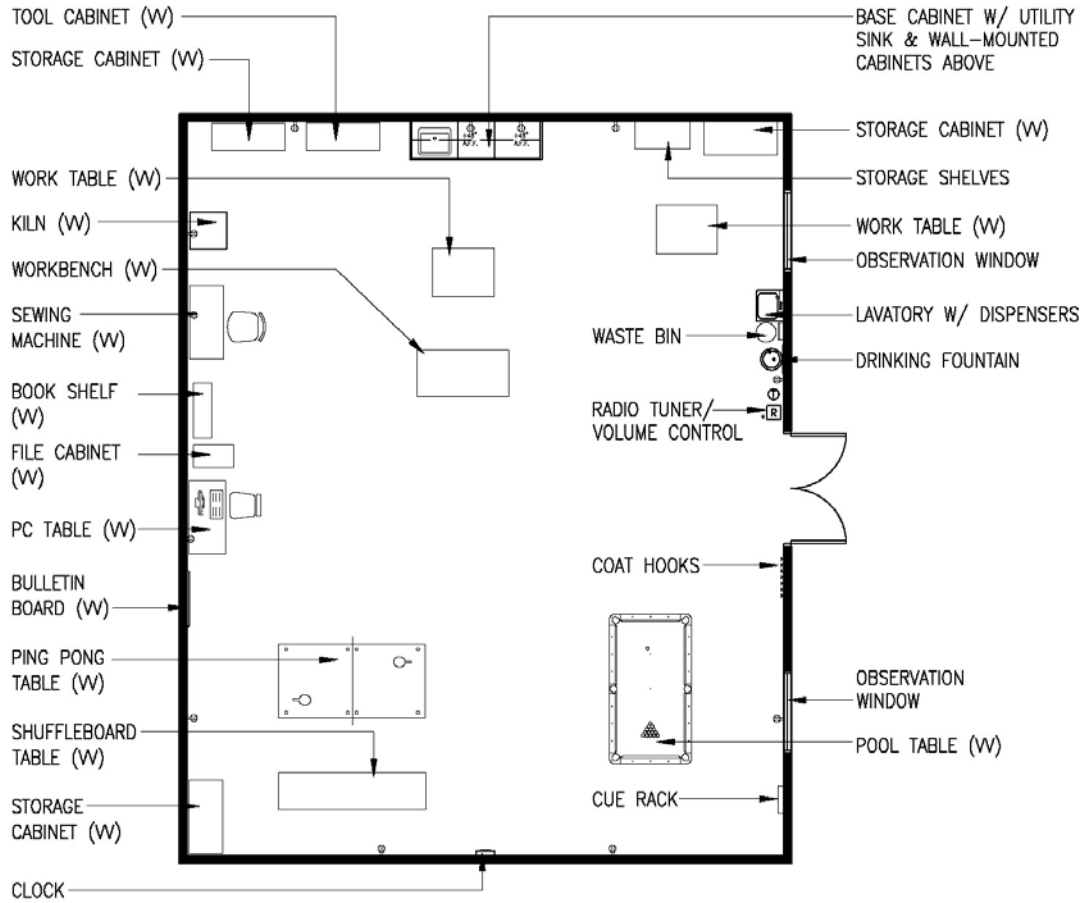 TOOL CABINET (W)
STORAGE CABINET (W)
BASE CABINET W/ UTILITY
SINK & WALL-MOUNTED
CABINETS ABOVE
+48"
A.F.F.
+48"
A.F.F.
STORAGE CABINET (W)
WORK TABLE (W)
STORAGE SHELVES
KILN (W)
WORK TABLE (W)
WORKBENCH (W)
OBSERVATION WINDOW
SEWING
MACHINE (W)
LAVATORY W/ DISPENSERS
WASTE BIN
DRINKING FOUNTAIN
BOOK SHELF
(W)
RADIO TUNER/
VOLUME CONTROL
R
FILE CABINET
(W)
PC TABLE (W)
COAT HOOKS
BULLETIN
BOARD (W)
PING PONG
TABLE (W)
OBSERVATION
WINDOW
SHUFFLEBOARD
TABLE (W)
POOL TABLE (W)
STORAGE
CABINET (W)
CUE RACK
CLOCK